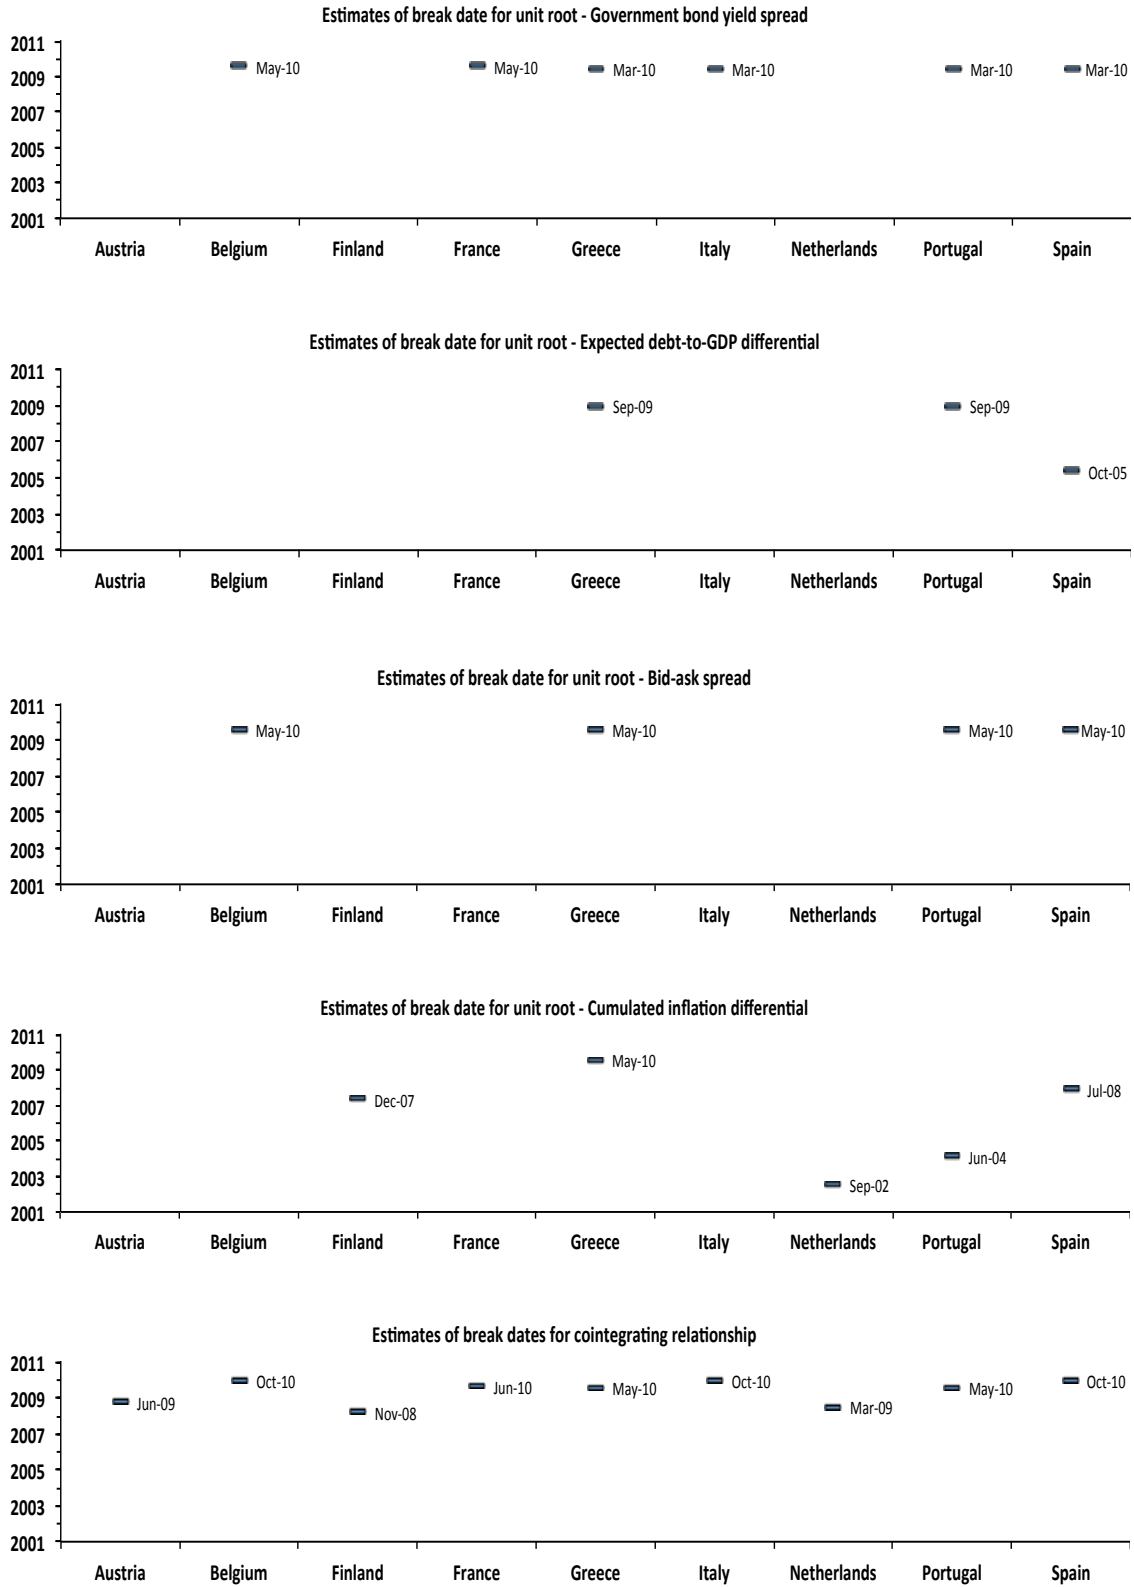 Estimates of break date for unit root - Government bond yield spread
2011
2009
2007
2005
2003
2001
May-10 May-10 Mar-10 Mar-10 Mar-10 Mar-10
Austria Belgium Finland France Greece Italy Netherlands Portugal Spain
Estimates of break date for unit root - Expected debt-to-GDP differential
2011
2009
2007
2005
2003
2001
Sep-09 Sep-09
Oct-05
Austria Belgium Finland France Greece Italy Netherlands Portugal Spain
Estimates of break date for unit root - Bid-ask spread
2011
2009
2007
2005
2003
2001
May-10 May-10 May-10 May-10
Austria Belgium Finland France Greece Italy Netherlands Portugal Spain
Estimates of break date for unit root - Cumulated inflation differential
2011
2009
2007
2005
2003
2001
May-10
Jul-08
Dec-07
Jun-04
Sep-02
Austria Belgium Finland France Greece Italy Netherlands Portugal Spain
Estimates of break dates for cointegrating relationship
2011
2009
2007
2005
2003
2001
Jun-09 Oct-10 Nov-08 Jun-10 May-10 Oct-10 Mar-09 May-10 Oct-10
Austria Belgium Finland France Greece Italy Netherlands Portugal Spain